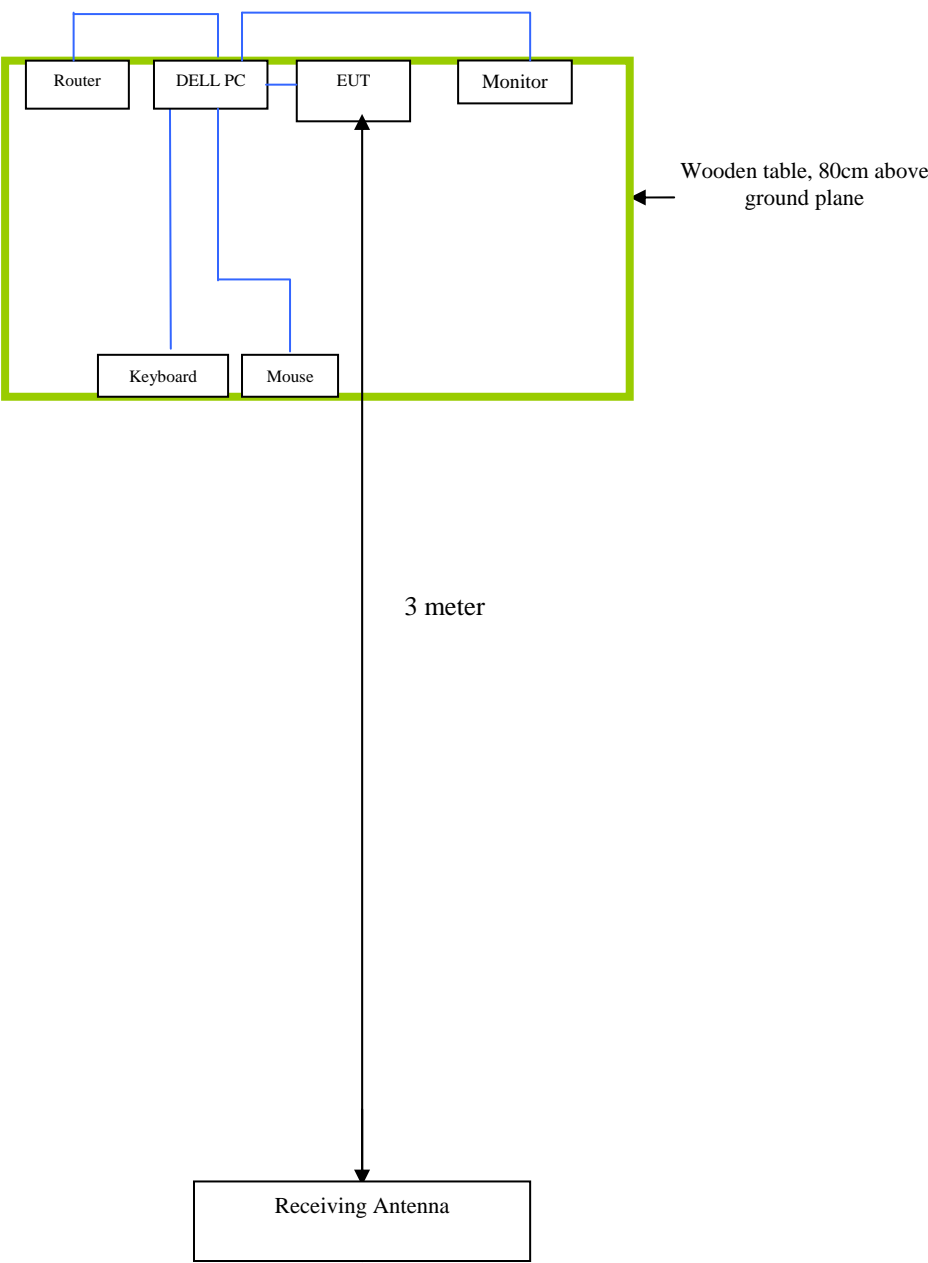 Router
DELL PC
EUT
Monitor
Wooden table, 80cm above
ground plane
Keyboard
Mouse
3 meter
Receiving Antenna